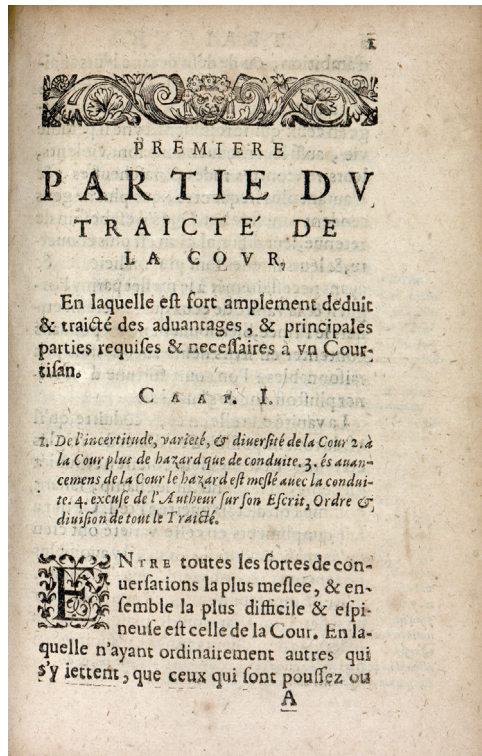 1
PREMIERE
PARTIE DV
TRAICTE' DE
LA COVR,
En laquelle est fort amplement deduit
& traicté des aduantages, & principales
parties requises & necessaires a vn Cour-
tisan.
CAAP. I.
1. De l'incertitude, varieté, & diuersité de la Cour 2. à
la Cour plus de hazard que de conduite. 3. és auan-
cemens de la Cour le hazard est meslé auec la condui-
te. 4. excuse de l'Autheur sur son Escrit, Ordre &
diuision de tout le Traicté.
ENTRE toutes les sortes de con-
uersations la plus meslee, & en-
semble la plus difficile & espi-
neuse est celle de la Cour. En la-
quelle n'ayant ordinairement autres qui
s'y iettent, que ceux qui sont poussez ou
A